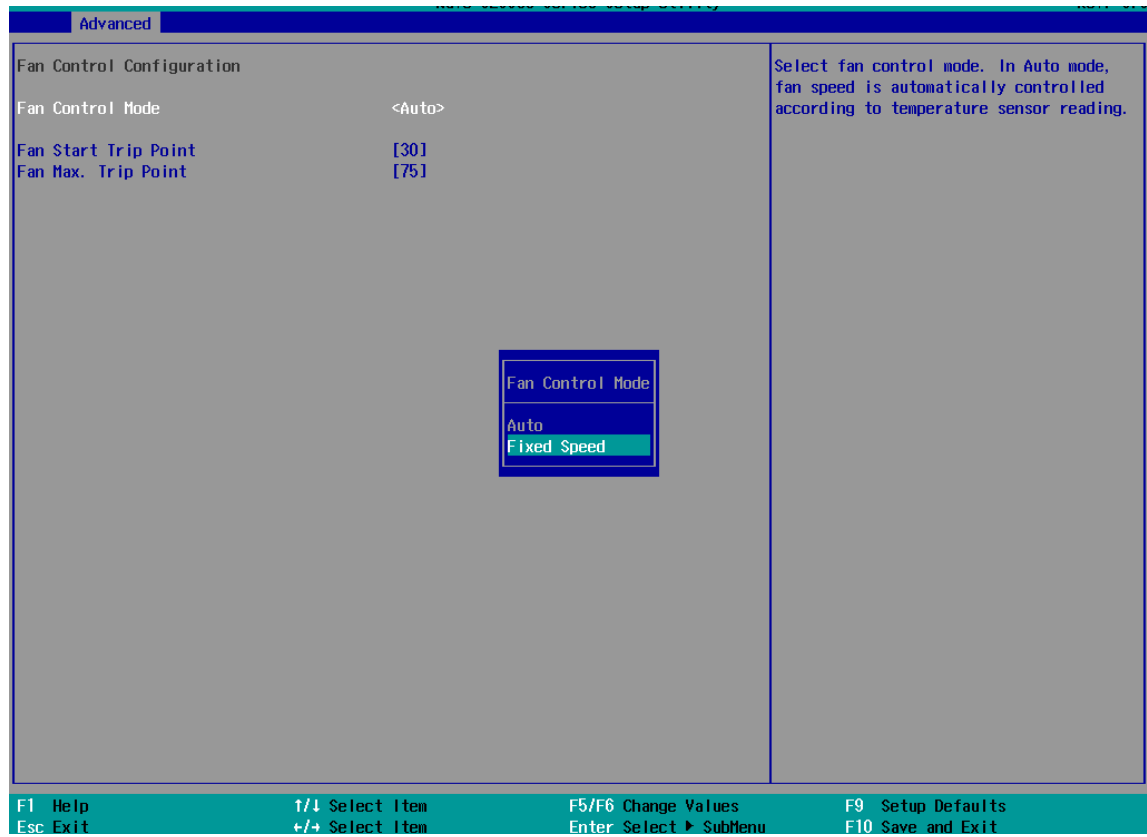 Advanced
Fan Control Configuration
Fan Control Mode <Auto>
Fan Start Trip Point [30]
Fan Max. Trip Point [75]
Select fan control mode. In Auto mode,
fan speed is automatically controlled
according to temperature sensor reading.
Fan Control Mode
Auto
Fixed Speed
F1 Help ↑/↓ Select Item F5/F6 Change Values F9 Setup Defaults
Esc Exit ←/→ Select Item Enter Select ▶ SubMenu F10 Save and Exit